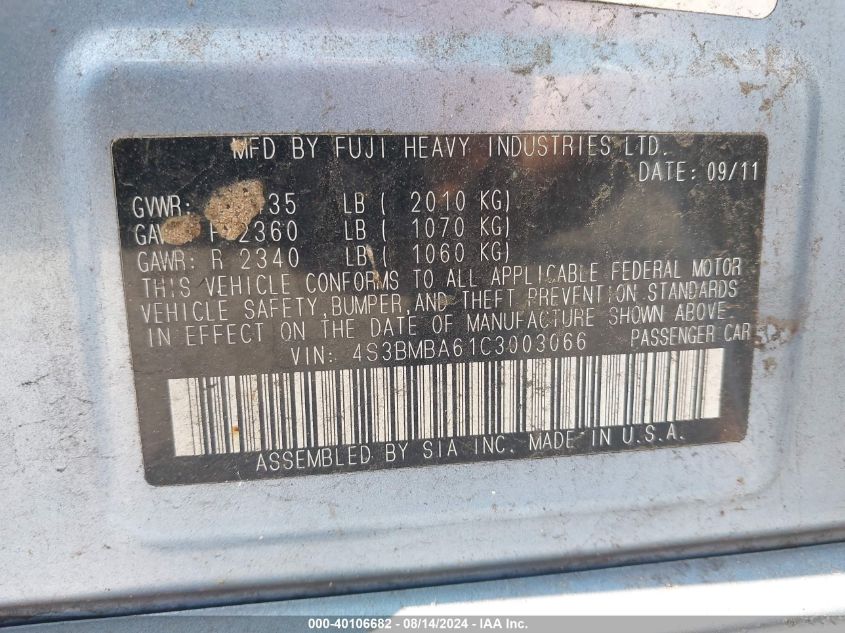 MFD BY FUJI HEAVY INDUSTRIES LTD.
DATE: 09/11
GVWR: 35 LB ( 2010 KG)
GAW F 2360 LB ( 1070 KG)
GAWR: R 2340 LB ( 1060 KG)
THIS VEHICLE CONFORMS TO ALL APPLICABLE FEDERAL MOTOR
VEHICLE SAFETY, BUMPER, AND THEFT PREVENTION STANDARDS
IN EFFECT ON THE DATE OF MANUFACTURE SHOWN ABOVE.
VIN: 4S3BMBA61C3003066 PASSENGER CAR
ASSEMBLED BY SIA INC. MADE IN U.S.A.
000-40106682 - 08/14/2024 - IAAI.COM